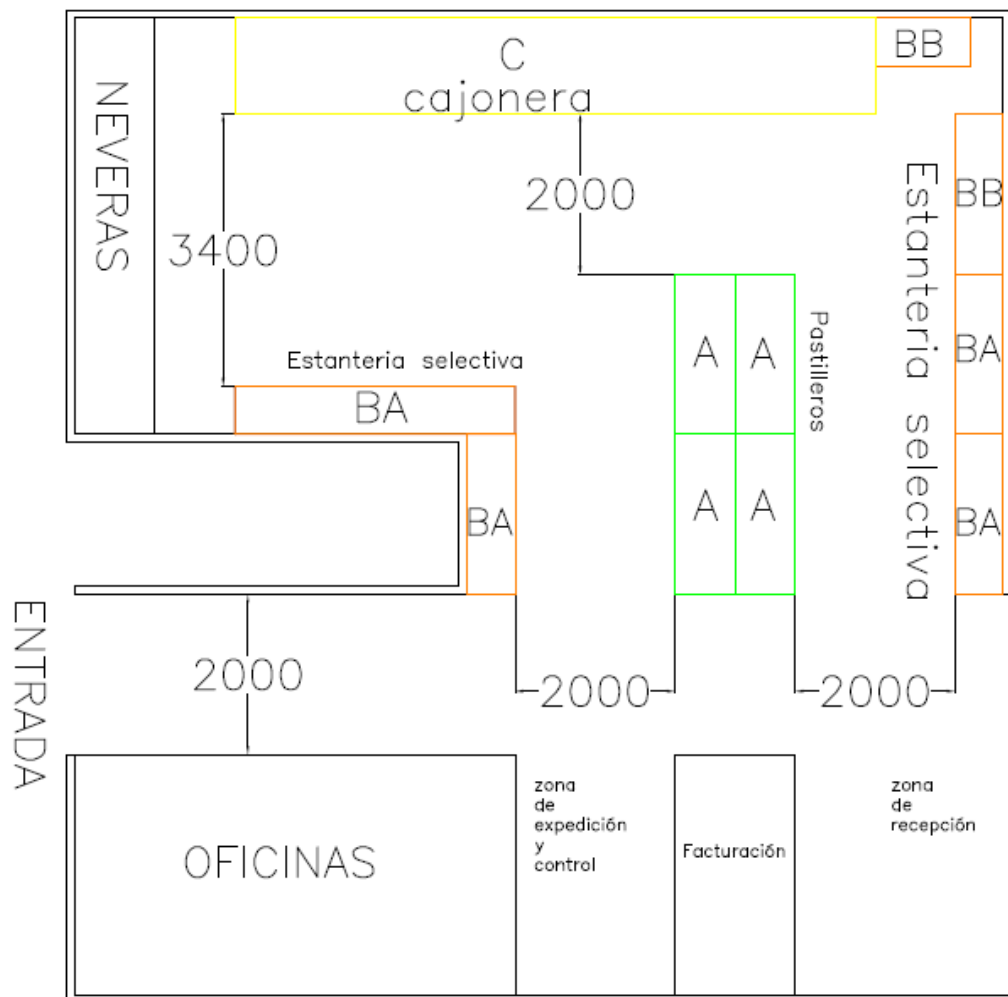 C
cajonera
BB
NEVERAS
2000
3400
Estanteria selectiva
BB
BA
BA
Estanteria selectiva
BA
BA
A A
A A
Pastilleros
ENTRADA
2000
2000
2000
OFICINAS
zona
de
expedición
y
control
Facturación
zona
de
recepción